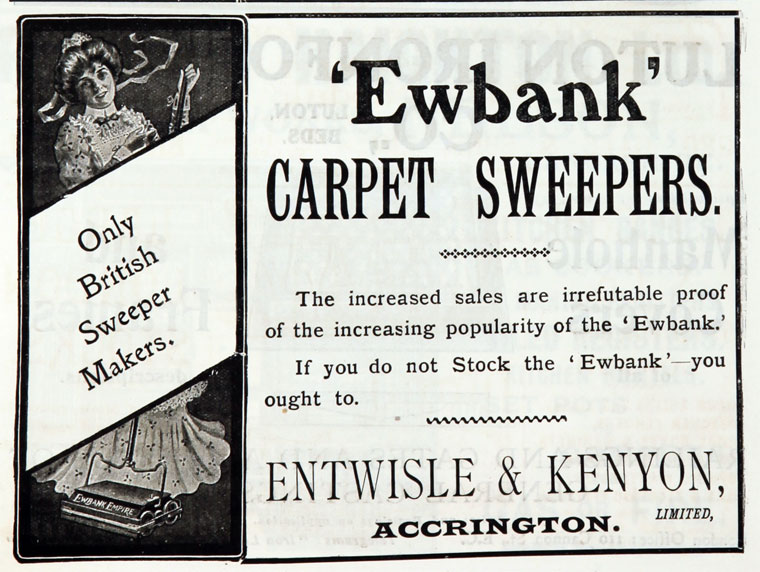 Only
British
Sweeper
Makers.
EWBANK EMPIRE
'Ewbank'
CARPET SWEEPERS.
The increased sales are irrefutable proof
of the increasing popularity of the 'Ewbank.'
If you do not Stock the 'Ewbank'—you
ought to.
ENTWISLE & KENYON,
LIMITED,
ACCRINGTON.